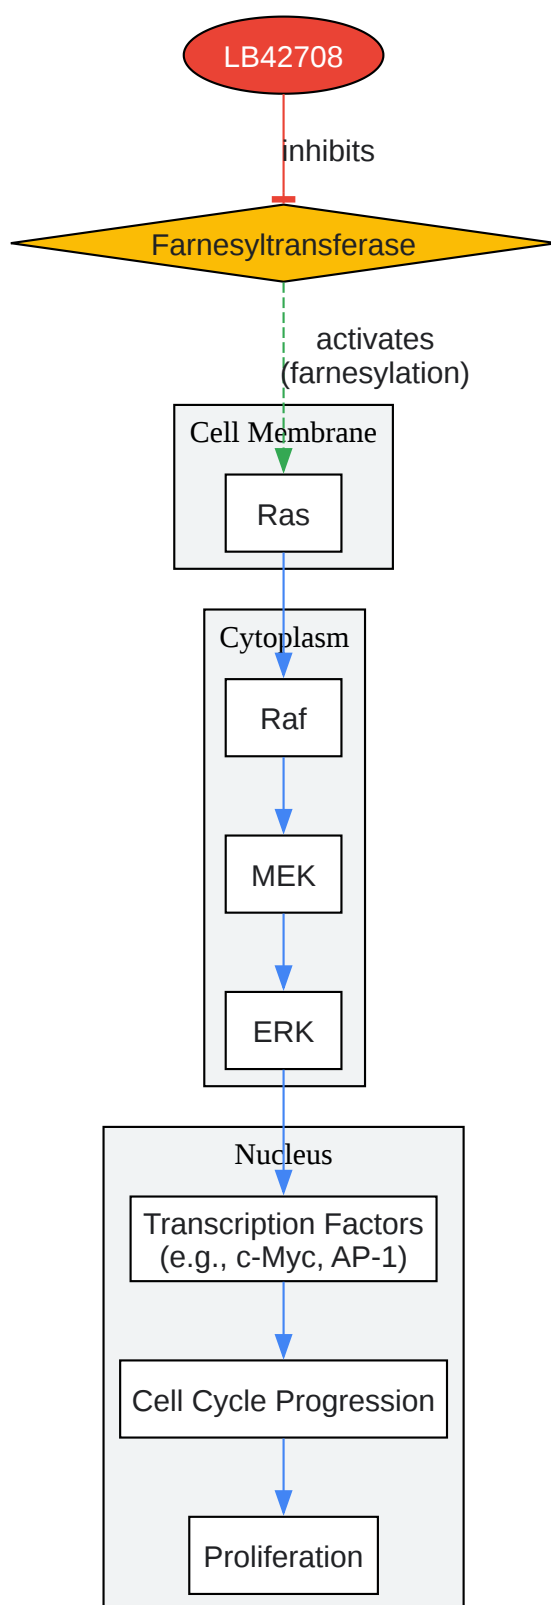 LB42708
inhibits
Farnesyltransferase
activates
(farnesylation)
Cell Membrane
Ras
Cytoplasm
Raf
MEK
ERK
Nucleus
Transcription Factors
(e.g., c-Myc, AP-1)
Cell Cycle Progression
Proliferation